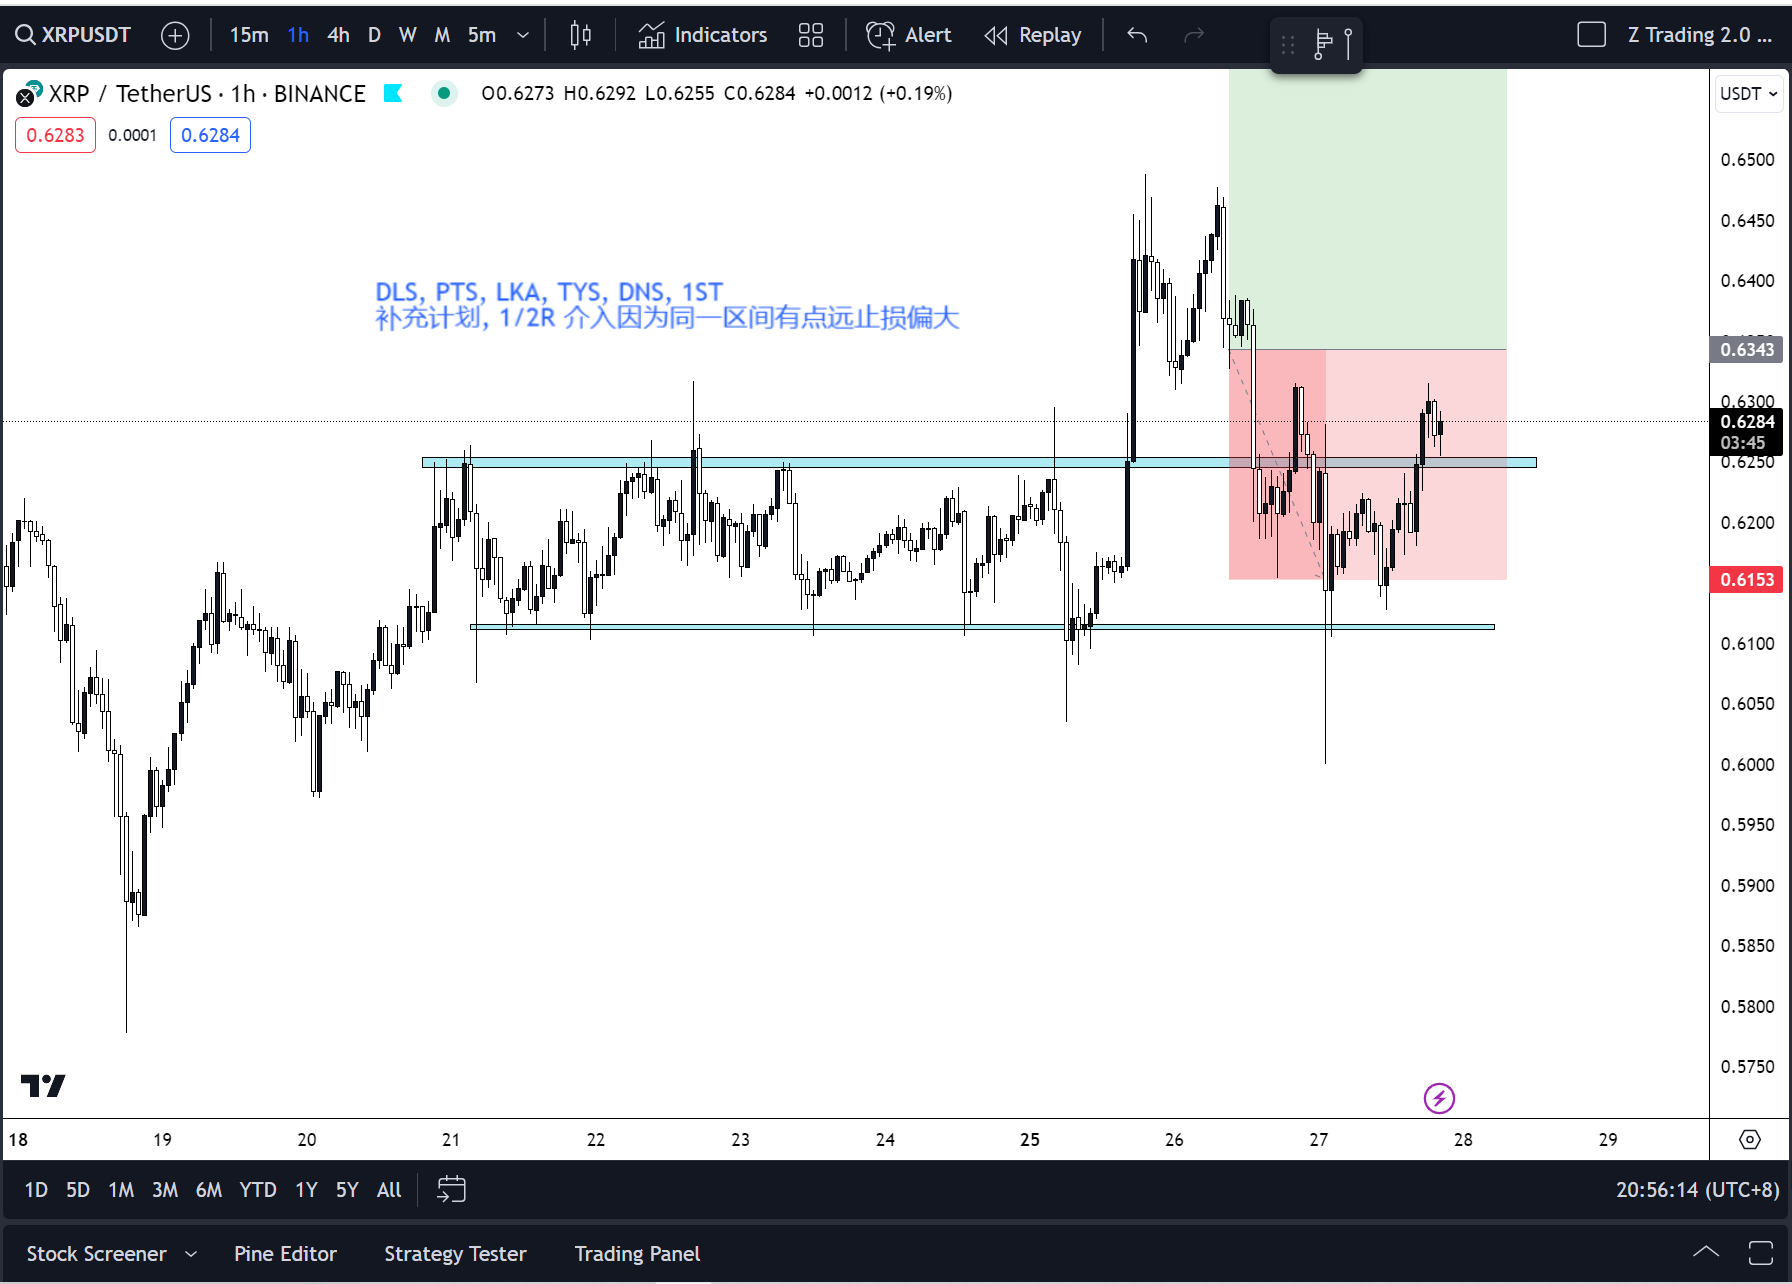 XRPUSDT 15m 1h 4h D W M 5m Indicators Alert Replay Z Trading 2.0 ...
XRP / TetherUS · 1h · BINANCE O0.6273 H0.6292 L0.6255 C0.6284 +0.0012 (+0.19%)
USDT
0.6283 0.0001 0.6284
0.6500
0.6450
0.6400
DLS, PTS, LKA, TYS, DNS, 1ST
补充计划, 1/2R 介入因为同一区间有点远止损偏大
0.6343
0.6300
0.6284
03:45
0.6250
0.6200
0.6153
0.6100
0.6050
0.6000
0.5950
0.5900
0.5850
0.5800
0.5750
18 19 20 21 22 23 24 25 26 27 28 29
1D 5D 1M 3M 6M YTD 1Y 5Y All 20:56:14 (UTC+8)
Stock Screener Pine Editor Strategy Tester Trading Panel